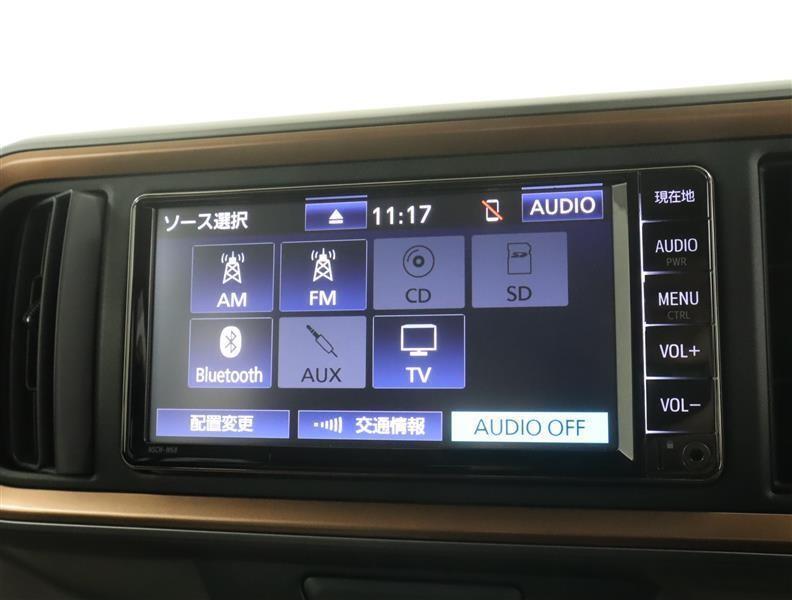 ソース選択 11:17 AUDIO
AM FM CD SD
Bluetooth AUX TV
配置変更 交通情報 AUDIO OFF
現在地
AUDIO
PWR
MENU
CTRL
VOL+
VOL−